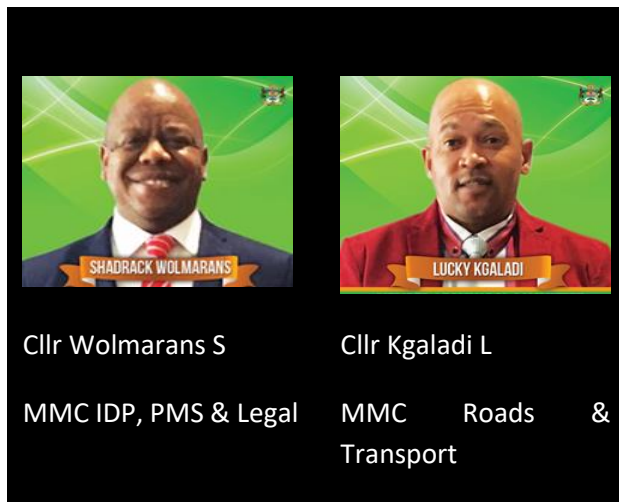 SHADRACK WOLMARANS
LUCKY KGALADI
Cllr Wolmarans S
Cllr Kgaladi L
MMC IDP, PMS & Legal
MMC Roads &
Transport